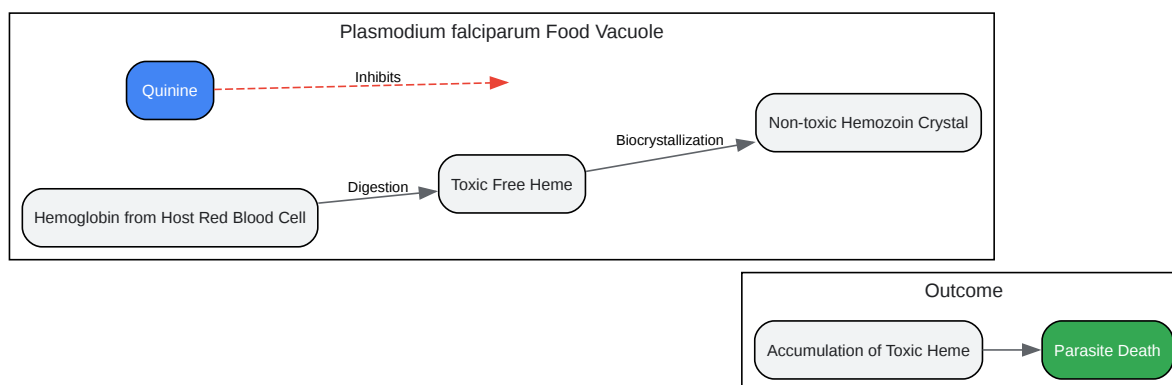 Plasmodium falciparum Food Vacuole
Quinine
Inhibits
Non-toxic Hemozoin Crystal
Biocrystallization
Toxic Free Heme
Digestion
Hemoglobin from Host Red Blood Cell
Outcome
Accumulation of Toxic Heme
Parasite Death